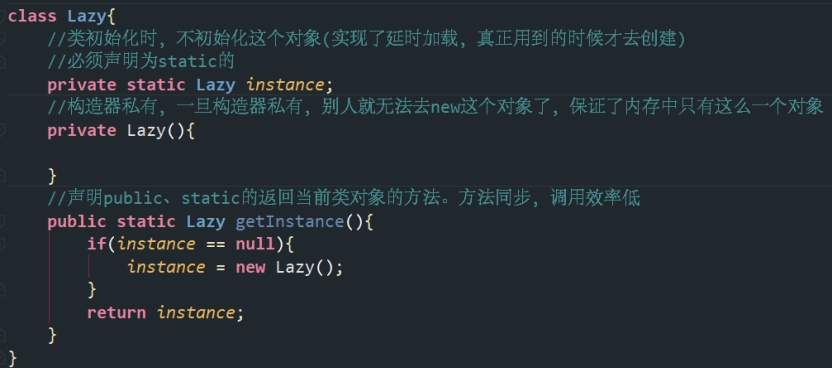 class Lazy{
//类初始化时，不初始化这个对象(实现了延时加载，真正用到的时候才去创建)
//必须声明为static的
private static Lazy instance;
//构造器私有，一旦构造器私有，别人就无法去new这个对象了，保证了内存中只有这么一个对象
private Lazy(){
}
//声明public、static的返回当前类对象的方法。方法同步，调用效率低
public static Lazy getInstance(){
if(instance == null){
instance = new Lazy();
}
return instance;
}
}